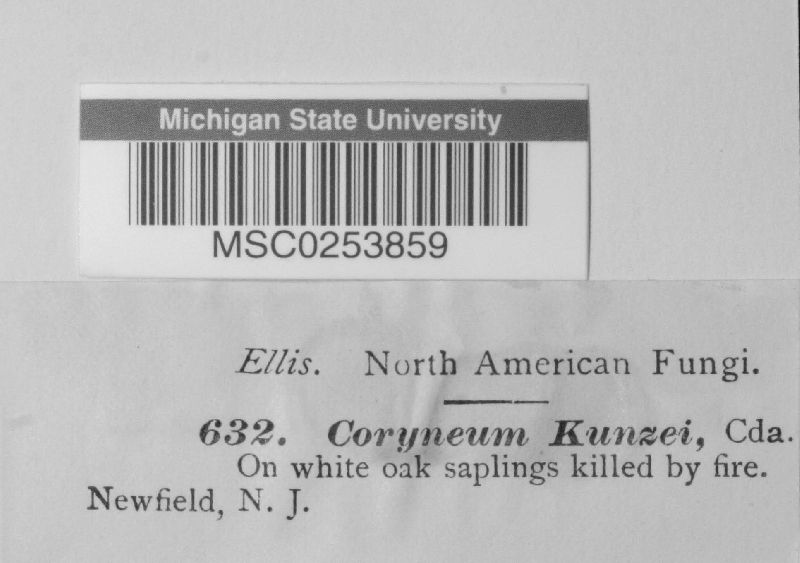 Michigan State University
MSC0253859
Ellis. North American Fungi.
632. Coryneum Kunzei, Cda.
On white oak saplings killed by fire.
Newfield, N. J.